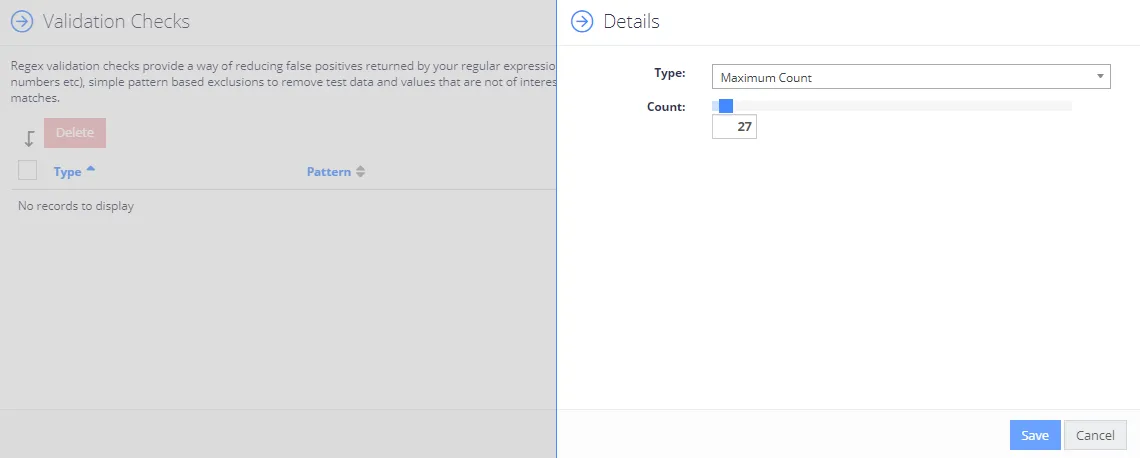 Validation Checks
Regex validation checks provide a way of reducing false positives returned by your regular expressio
numbers etc), simple pattern based exclusions to remove test data and values that are not of interes
matches.
Delete
Type
Pattern
No records to display
Details
Type:
Maximum Count
Count:
27
Save
Cancel